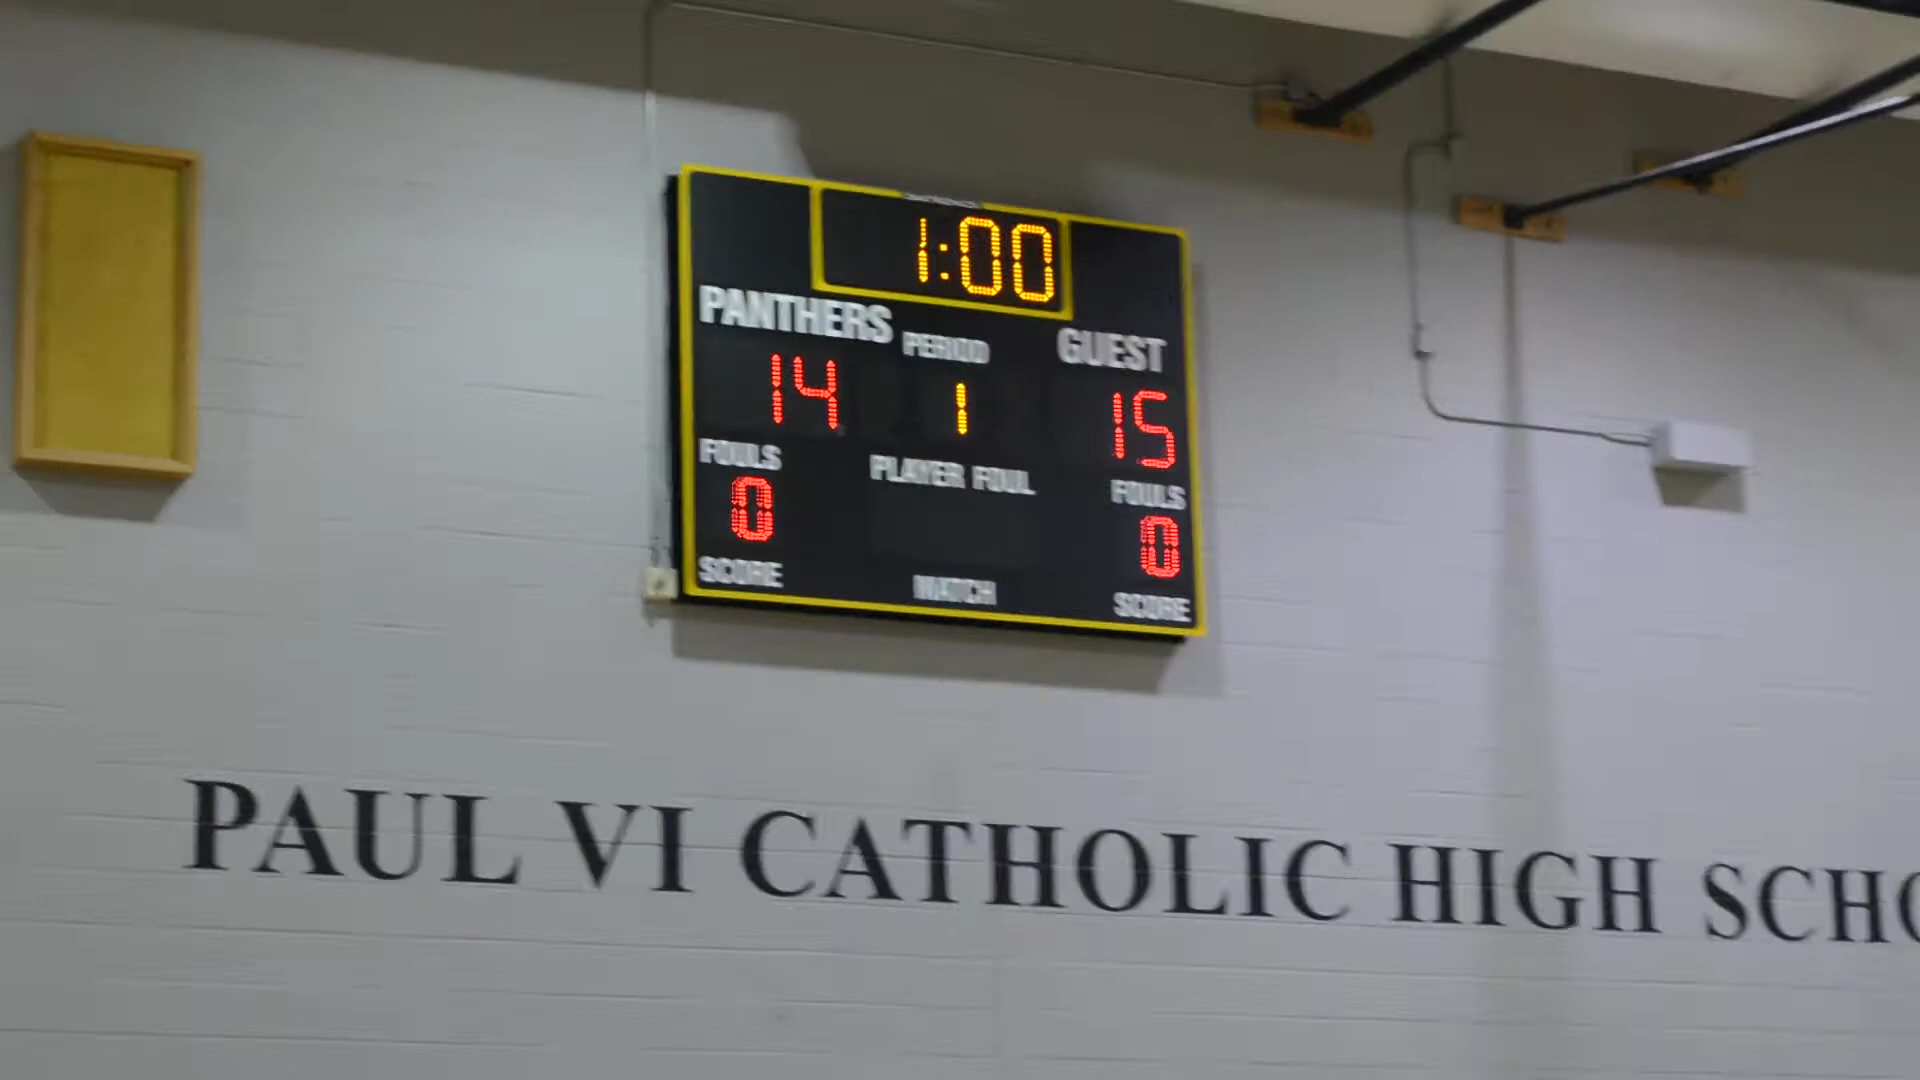 1:00
PANTHERS PERIOD GUEST
14 1 15
FOULS PLAYER FOUL FOULS
0 0
SCORE MATCH SCORE
PAUL VI CATHOLIC HIGH SCHO